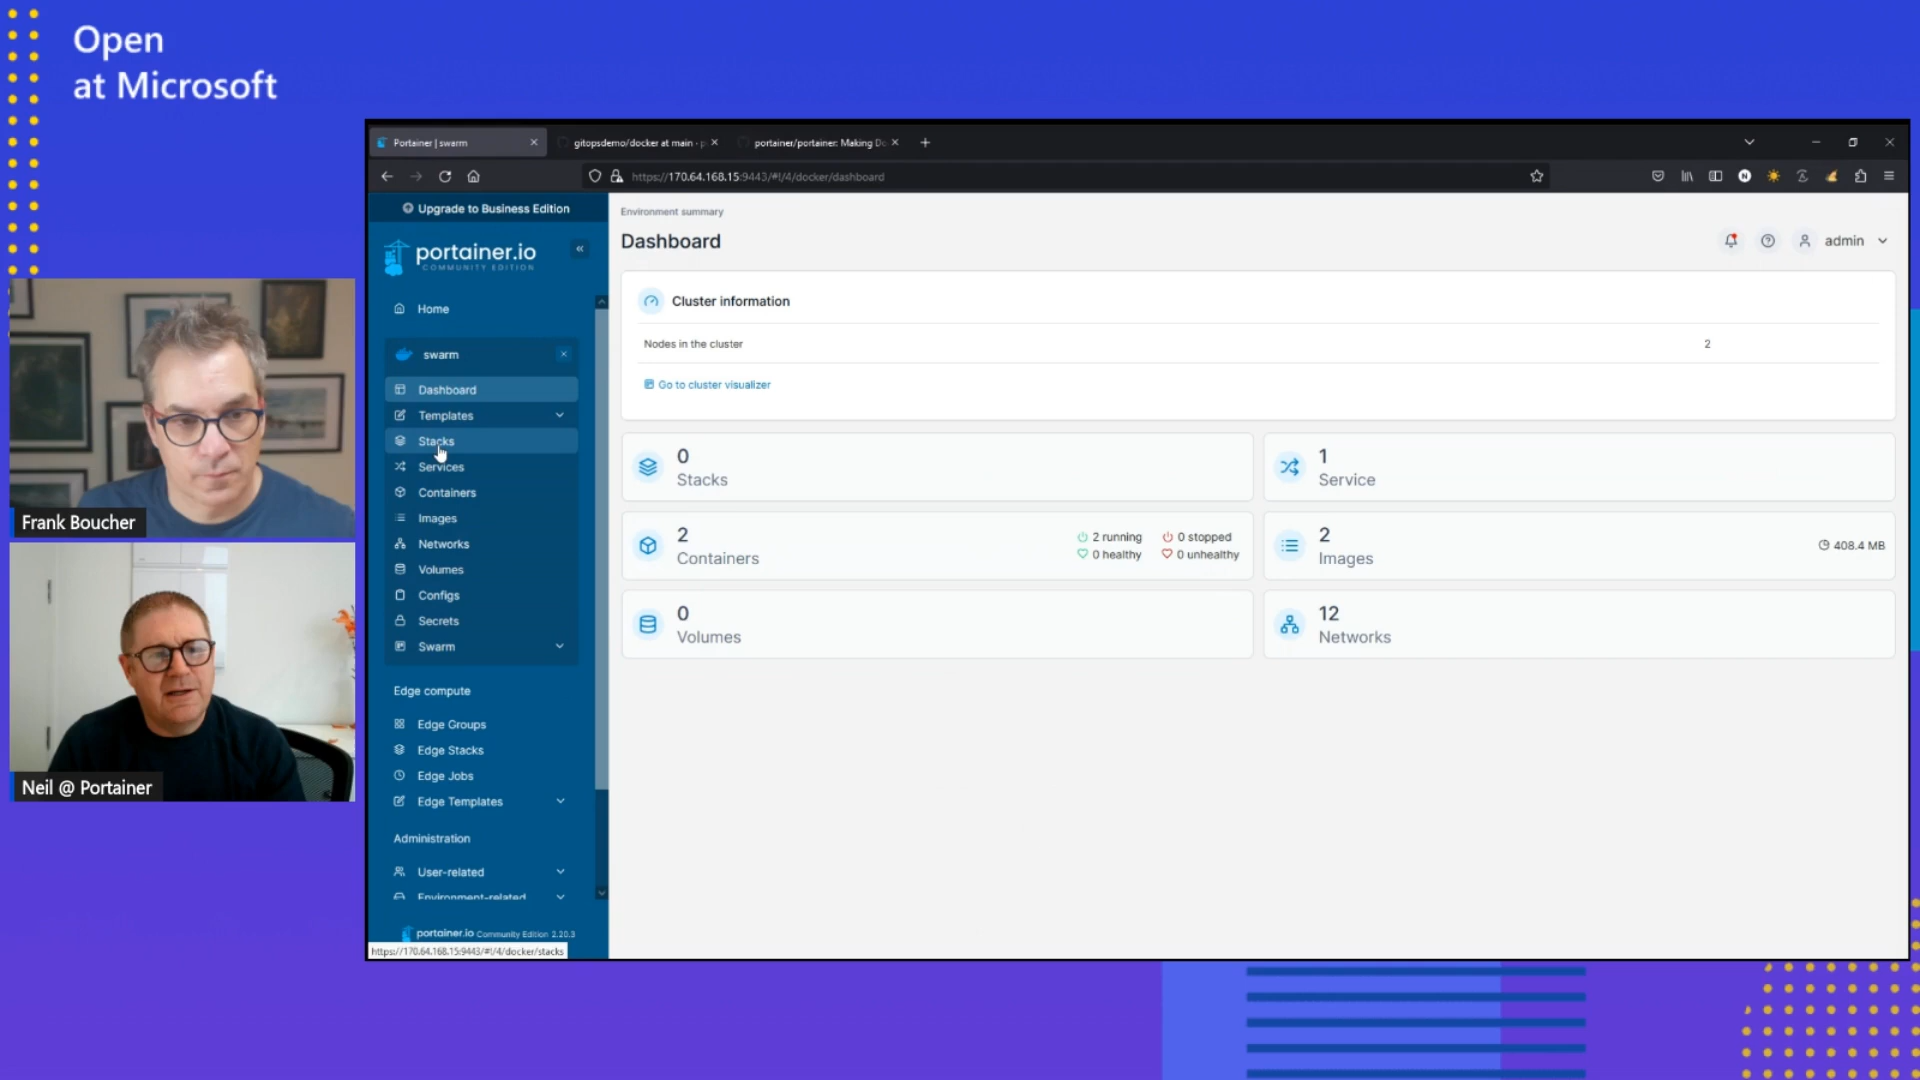 Open
at Microsoft
Portainer | swarm
gitopsdemo/docker at main · p
portainer/portainer: Making Do
https://170.64.168.15:9443/#!/4/docker/dashboard
Upgrade to Business Edition
portainer.io
COMMUNITY EDITION
Home
swarm
Dashboard
Templates
Stacks
Services
Containers
Images
Networks
Volumes
Configs
Secrets
Swarm
Edge compute
Edge Groups
Edge Stacks
Edge Jobs
Edge Templates
Administration
User-related
Environment-related
portainer.io Community Edition 2.20.3
https://170.64.168.15:9443/#!/4/docker/stacks
Environment summary
Dashboard
admin
Cluster information
Nodes in the cluster 2
Go to cluster visualizer
0
Stacks
1
Service
2
Containers
2 running 0 stopped
0 healthy 0 unhealthy
2
Images
408.4 MB
0
Volumes
12
Networks
Frank Boucher
Neil @ Portainer